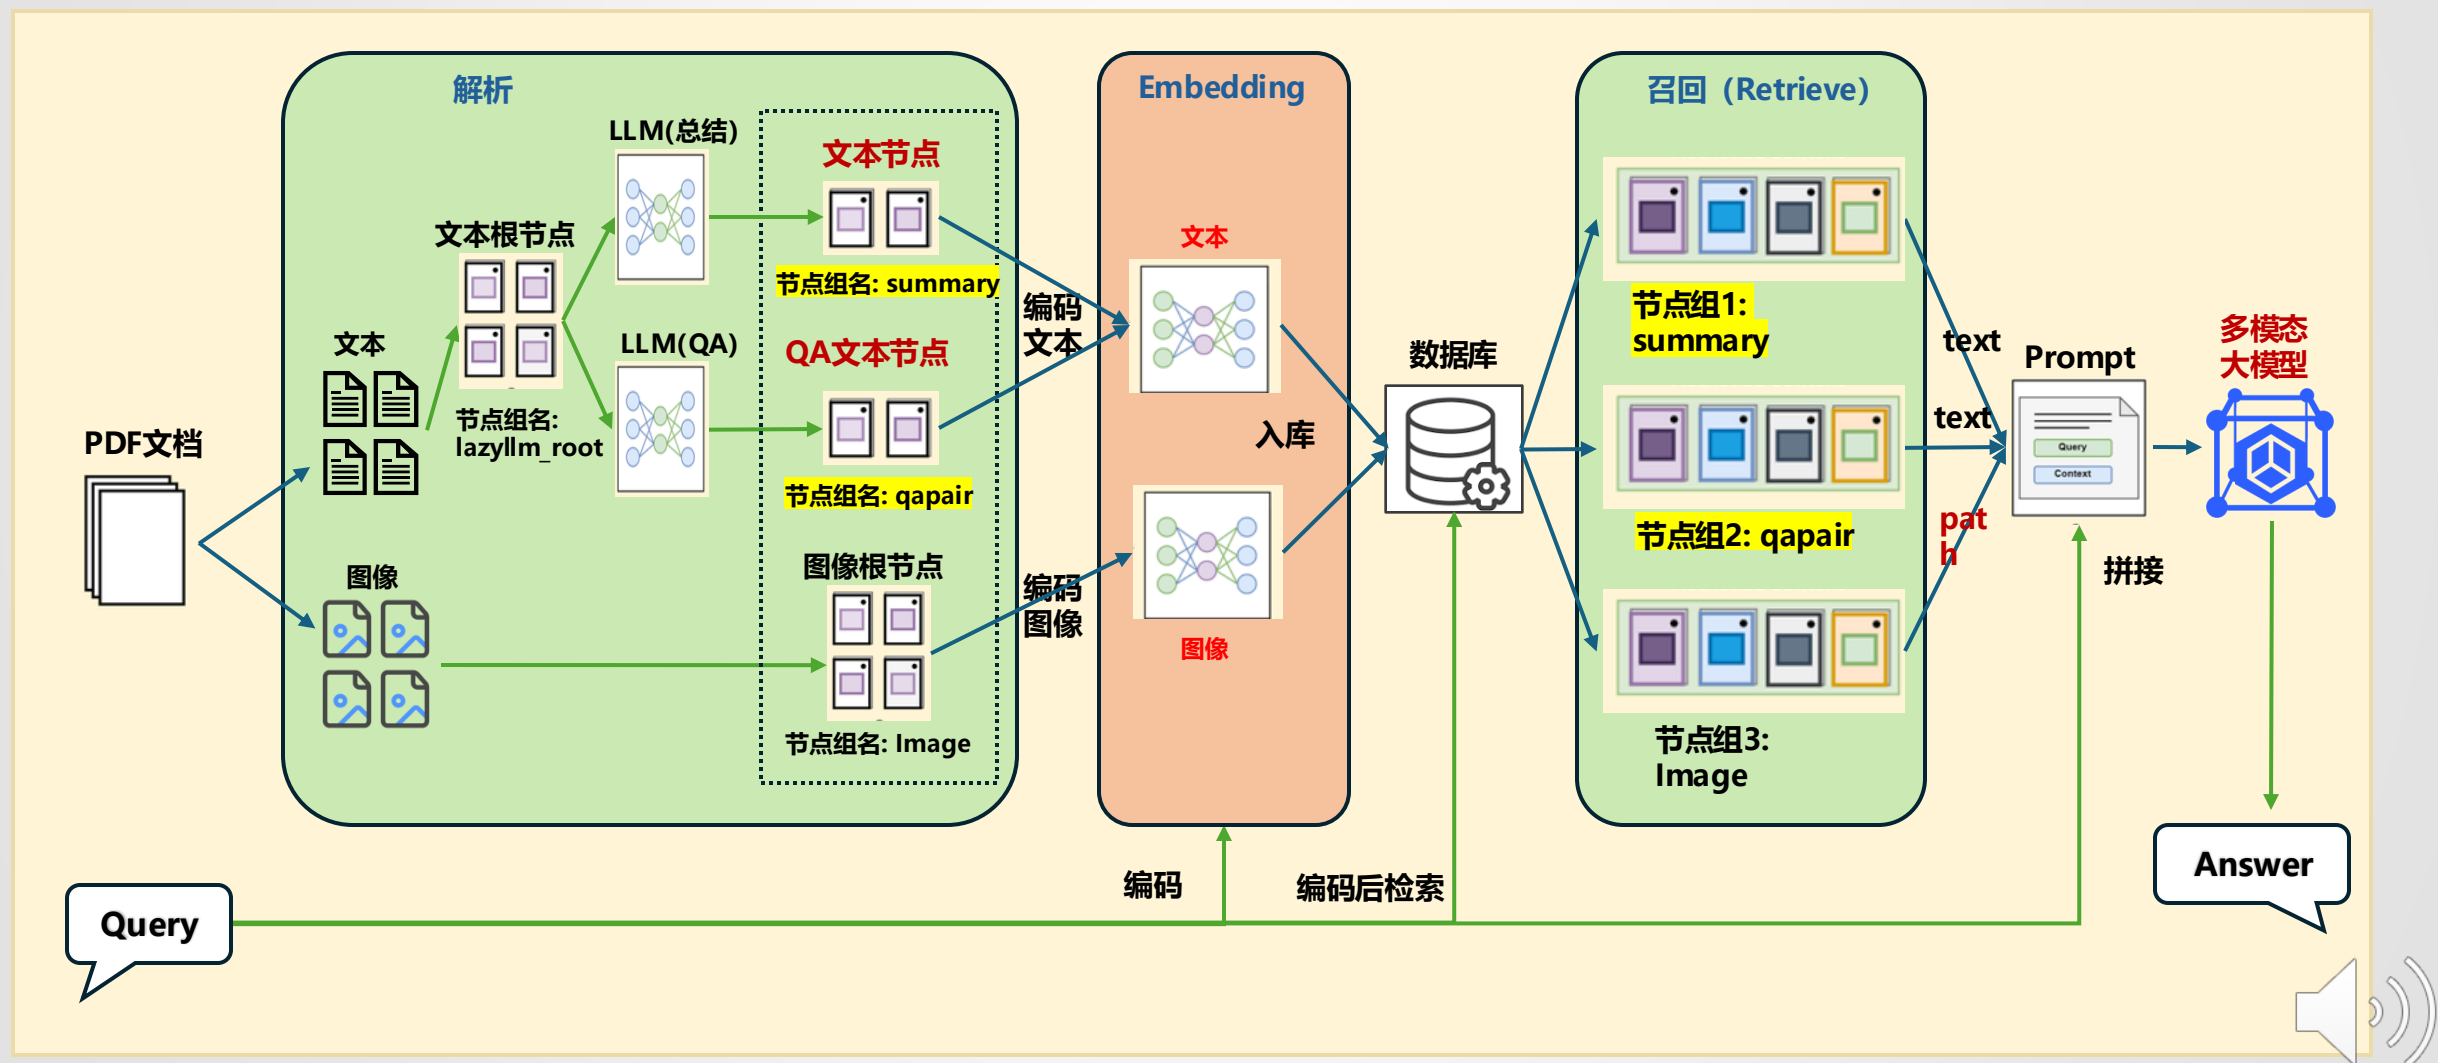 解析
Embedding
召回（Retrieve）
LLM(总结)
文本节点
文本根节点
节点组名: summary
文本
LLM(QA)
QA文本节点
节点组名:
lazyllm_root
节点组名: qapair
PDF文档
图像
图像根节点
节点组名: Image
编码
文本
编码
图像
文本
图像
入库
数据库
节点组1:
summary
节点组2: qapair
节点组3:
Image
text
text
pat
h
Prompt
Query
Context
拼接
多模态
大模型
Answer
编码
编码后检索
Query